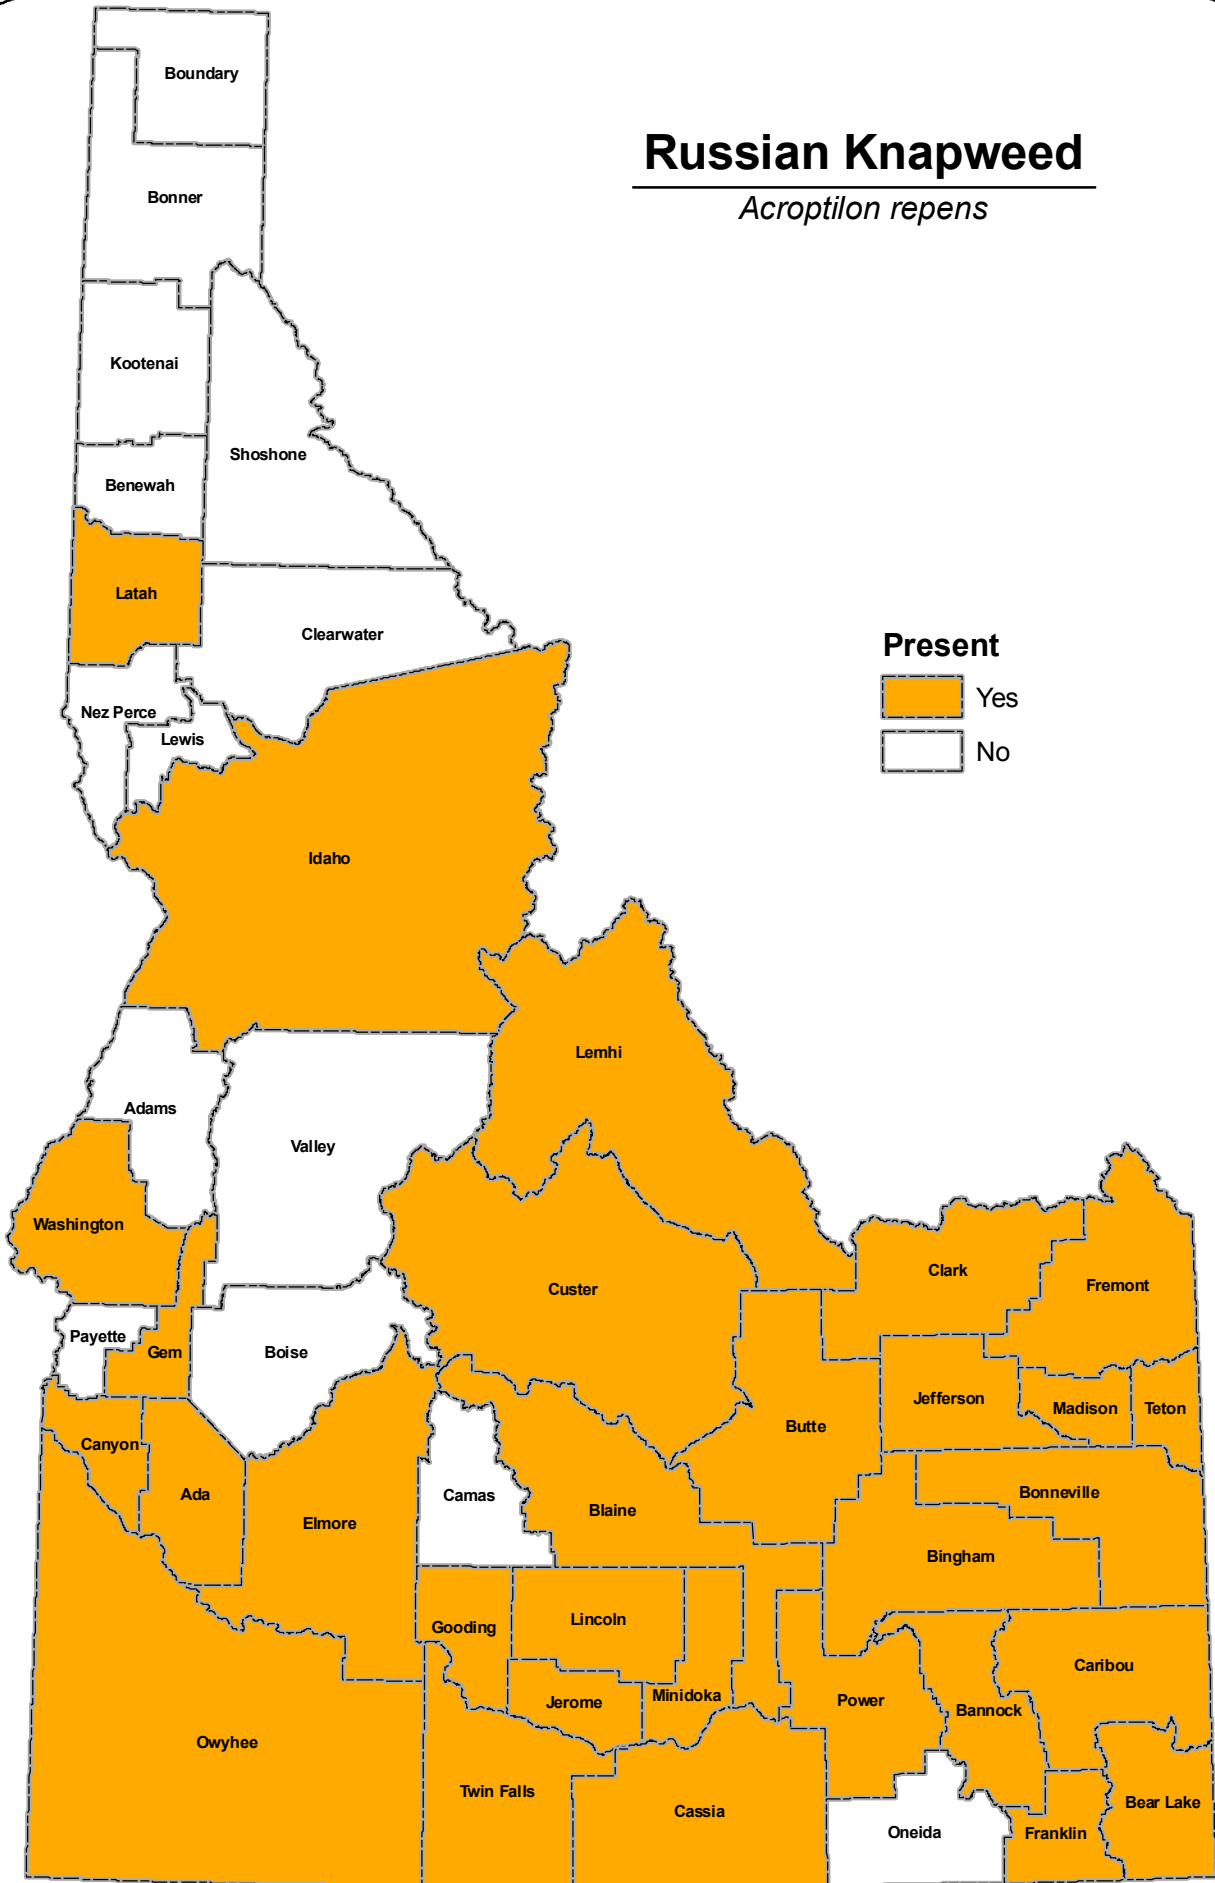 Boundary
Russian Knapweed
Acroptilon repens
Bonner
Kootenai
Shoshone
Benewah
Latah
Clearwater
Present
Yes
No
Nez Perce
Lewis
Idaho
Lemhi
Adams
Valley
Washington
Clark
Fremont
Custer
Payette
Gem
Boise
Jefferson
Madison
Teton
Butte
Canyon
Ada
Camas
Bonneville
Blaine
Elmore
Bingham
Gooding
Lincoln
Caribou
Jerome
Minidoka
Power
Bannock
Owyhee
Twin Falls
Bear Lake
Cassia
Oneida
Franklin